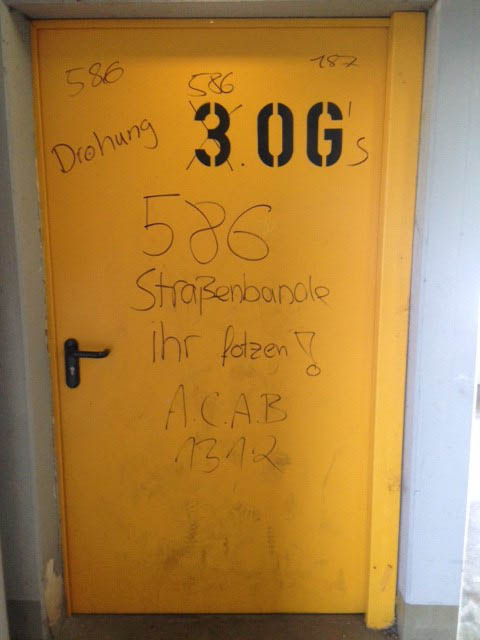 586
586
187
Drohung
3. OG's
586
Straßenbande
ihr fotzen!
A.C.A.B
1312